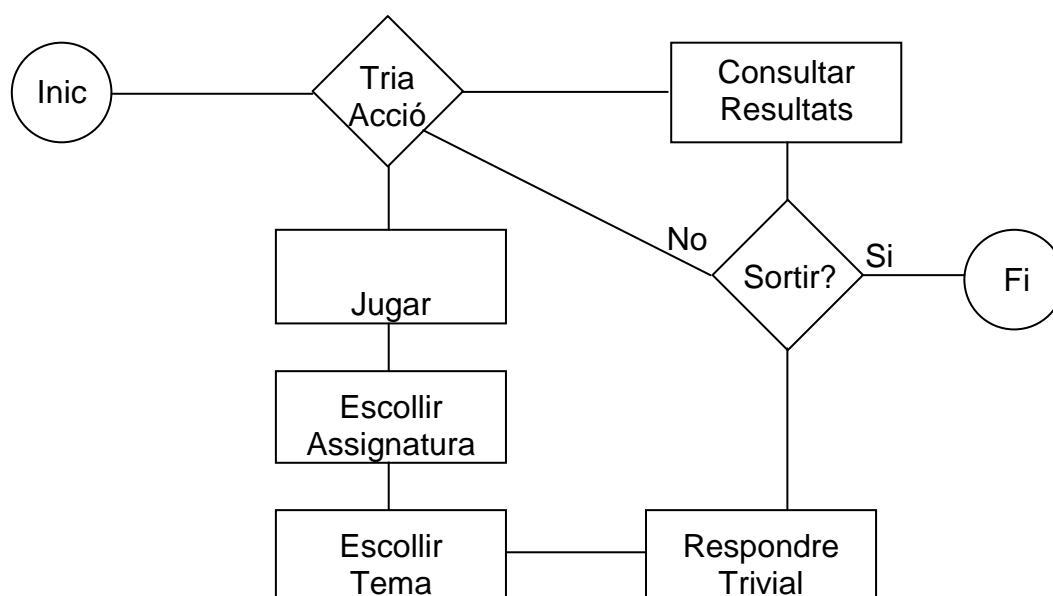 Inic
Tria
Acció
Consultar
Resultats
No
Sortir?
Si
Fi
Jugar
Escollir
Assignatura
Escollir
Tema
Respondre
Trivial